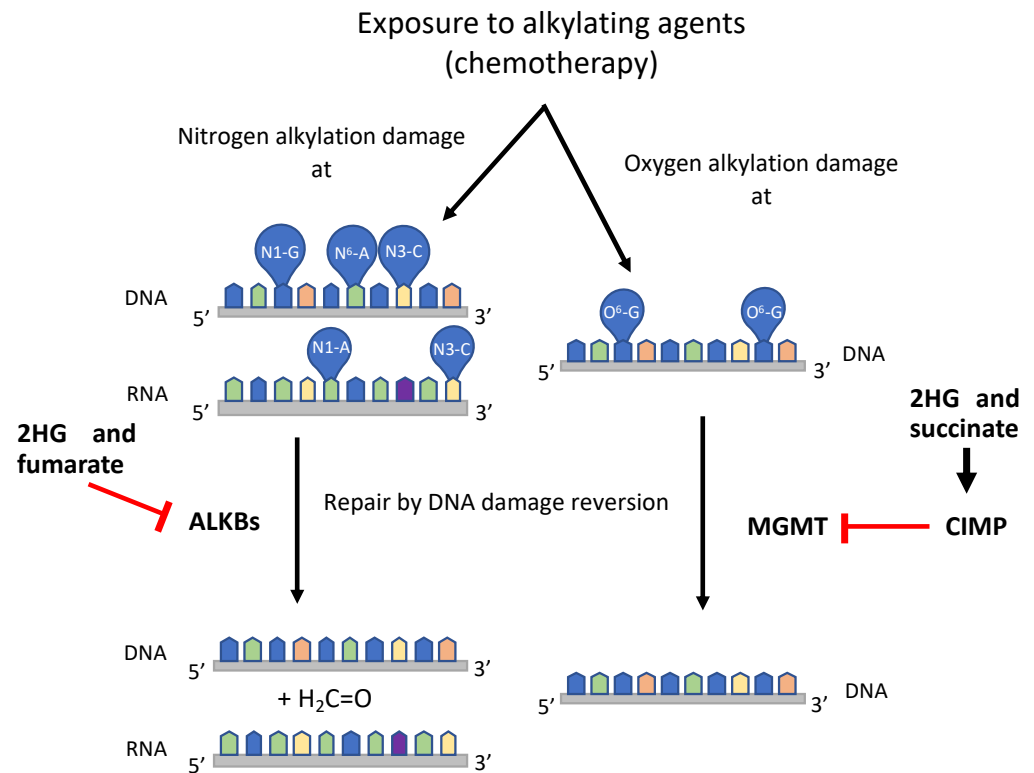 Exposure to alkylating agents
(chemotherapy)
Nitrogen alkylation damage
at
Oxygen alkylation damage
at
N1-G
N⁶-A
N3-C
DNA
5’
3’
N1-A
N3-C
RNA
5’
3’
O⁶-G
O⁶-G
5’
3’
DNA
2HG and
fumarate
ALKBs
Repair by DNA damage reversion
2HG and
succinate
MGMT
CIMP
DNA
5’
3’
+ H₂C=O
RNA
5’
3’
5’
3’
DNA